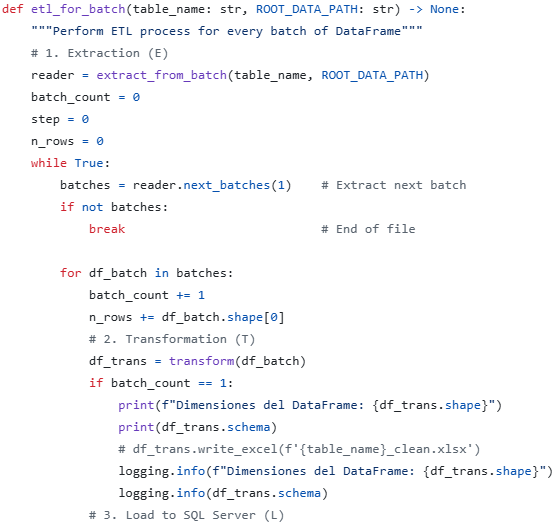 def etl_for_batch(table_name: str, ROOT_DATA_PATH: str) -> None:
    """Perform ETL process for every batch of DataFrame"""
    # 1. Extraction (E)
    reader = extract_from_batch(table_name, ROOT_DATA_PATH)
    batch_count = 0
    step = 0
    n_rows = 0
    while True:
        batches = reader.next_batches(1)    # Extract next batch
        if not batches:
            break                           # End of file

        for df_batch in batches:
            batch_count += 1
            n_rows += df_batch.shape[0]
            # 2. Transformation (T)
            df_trans = transform(df_batch)
            if batch_count == 1:
                print(f"Dimensiones del DataFrame: {df_trans.shape}")
                print(df_trans.schema)
                # df_trans.write_excel(f'{table_name}_clean.xlsx')
                logging.info(f"Dimensiones del DataFrame: {df_trans.shape}")
                logging.info(df_trans.schema)
            # 3. Load to SQL Server (L)